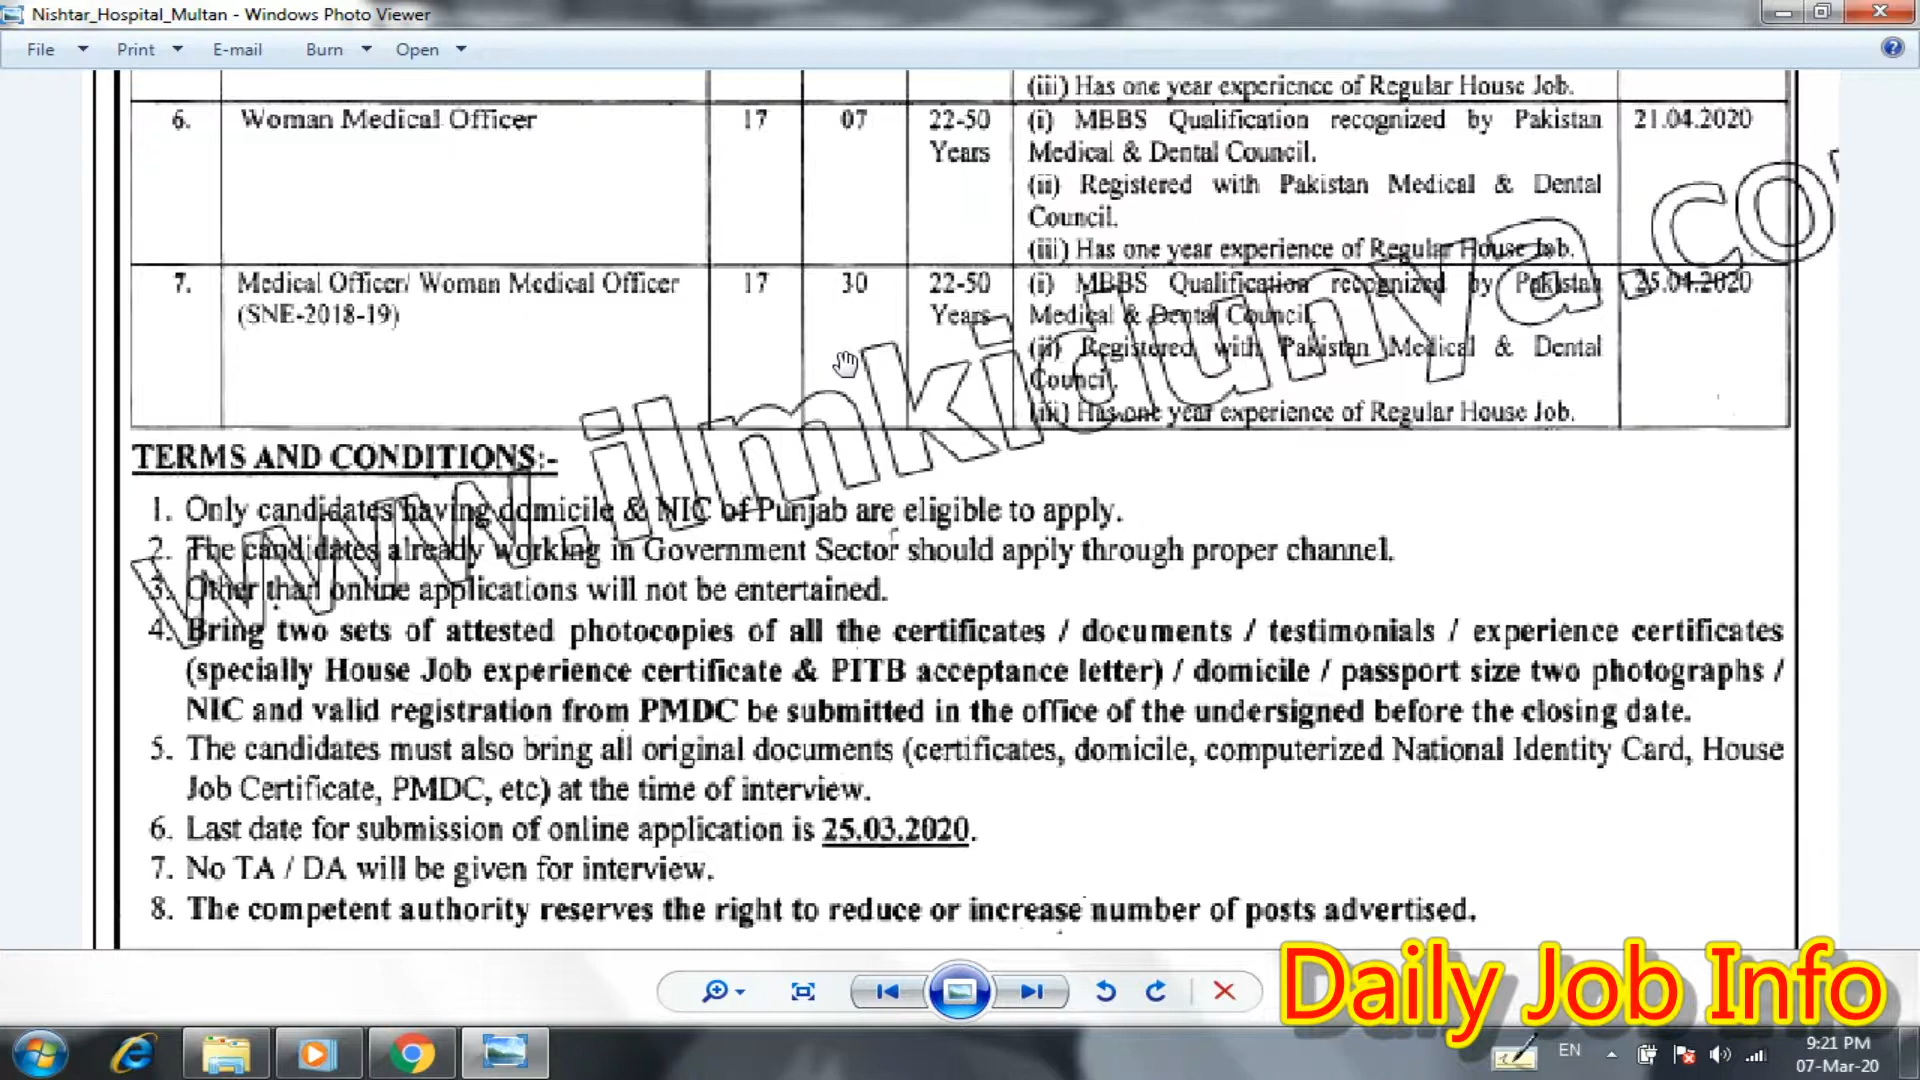 Nishtar_Hospital_Multan - Windows Photo Viewer
File Print E-mail Burn Open
(iii) Has one year experience of Regular House Job.
6. Woman Medical Officer 17 07 22-50 (i) MBBS Qualification recognized by Pakistan 21.04.2020
Years Medical & Dental Council.
(ii) Registered with Pakistan Medical & Dental
Council.
(iii) Has one year experience of Regular House Job.
7. Medical Officer/ Woman Medical Officer 17 30 22-50 (i) MBBS Qualification recognized by Pakistan 25.04.2020
(SNE-2018-19) Years Medical & Dental Council.
(ii) Registered with Pakistan Medical & Dental
Council.
(iii) Has one year experience of Regular House Job.
www.ilmkidunya.com
TERMS AND CONDITIONS:-
1. Only candidates having domicile & NIC of Punjab are eligible to apply.
2. The candidates already working in Government Sector should apply through proper channel.
3. Other than online applications will not be entertained.
4. Bring two sets of attested photocopies of all the certificates / documents / testimonials / experience certificates
(specially House Job experience certificate & PITB acceptance letter) / domicile / passport size two photographs /
NIC and valid registration from PMDC be submitted in the office of the undersigned before the closing date.
5. The candidates must also bring all original documents (certificates, domicile, computerized National Identity Card, House
Job Certificate, PMDC, etc) at the time of interview.
6. Last date for submission of online application is 25.03.2020.
7. No TA / DA will be given for interview.
8. The competent authority reserves the right to reduce or increase number of posts advertised.
Daily Job Info
EN
9:21 PM
07-Mar-20